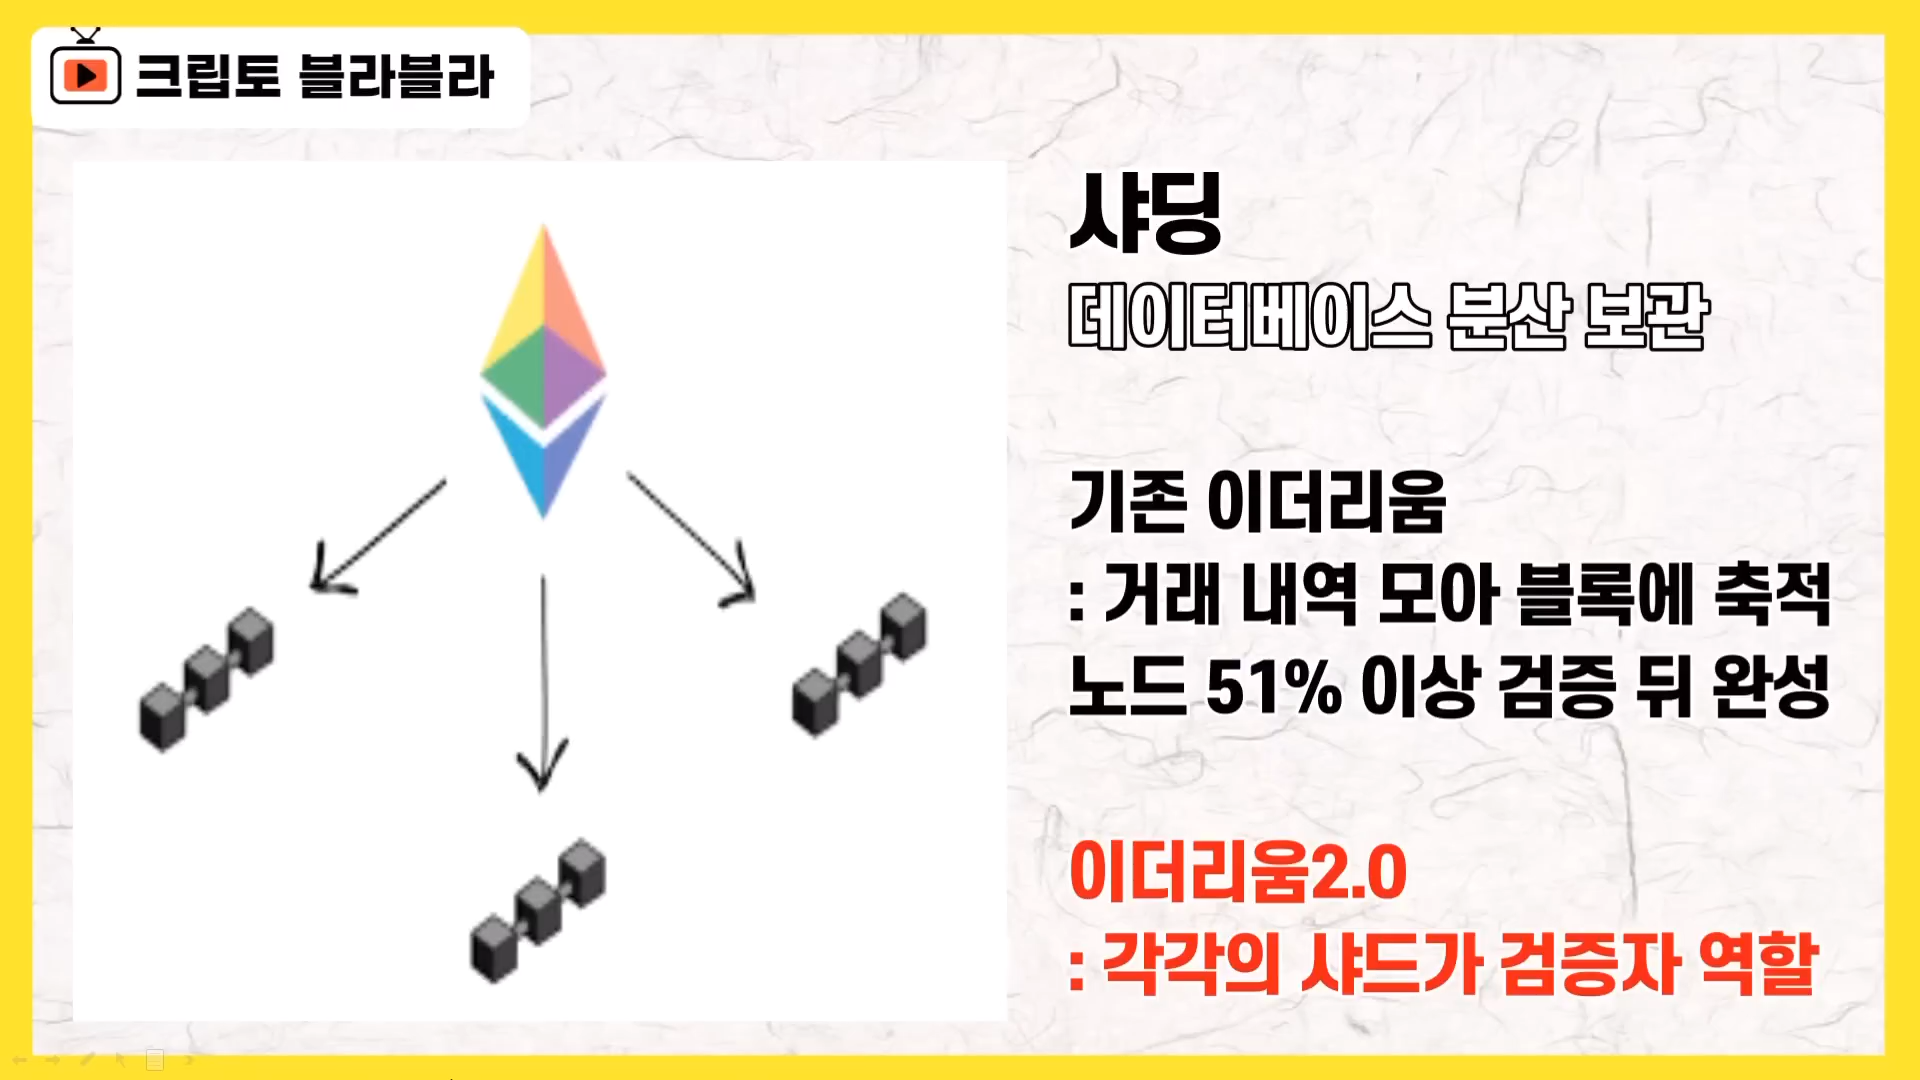 크립토 블라블라
샤딩
데이터베이스 분산 보관
기존 이더리움
: 거래 내역 모아 블록에 축적
노드 51% 이상 검증 뒤 완성
이더리움2.0
: 각각의 샤드가 검증자 역할